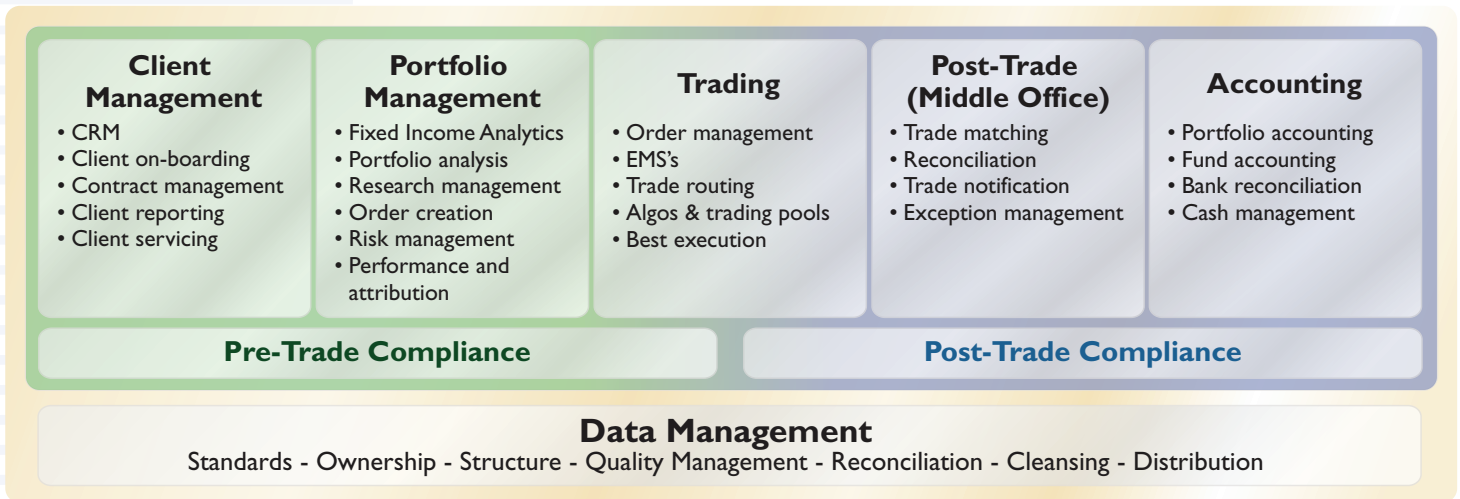 Client
Management
• CRM
• Client on-boarding
• Contract management
• Client reporting
• Client servicing
Portfolio
Management
• Fixed Income Analytics
• Portfolio analysis
• Research management
• Order creation
• Risk management
• Performance and
attribution
Trading
• Order management
• EMS's
• Trade routing
• Algos & trading pools
• Best execution
Post-Trade
(Middle Office)
• Trade matching
• Reconciliation
• Trade notification
• Exception management
Accounting
• Portfolio accounting
• Fund accounting
• Bank reconciliation
• Cash management
Pre-Trade Compliance
Post-Trade Compliance
Data Management
Standards - Ownership - Structure - Quality Management - Reconciliation - Cleansing - Distribution